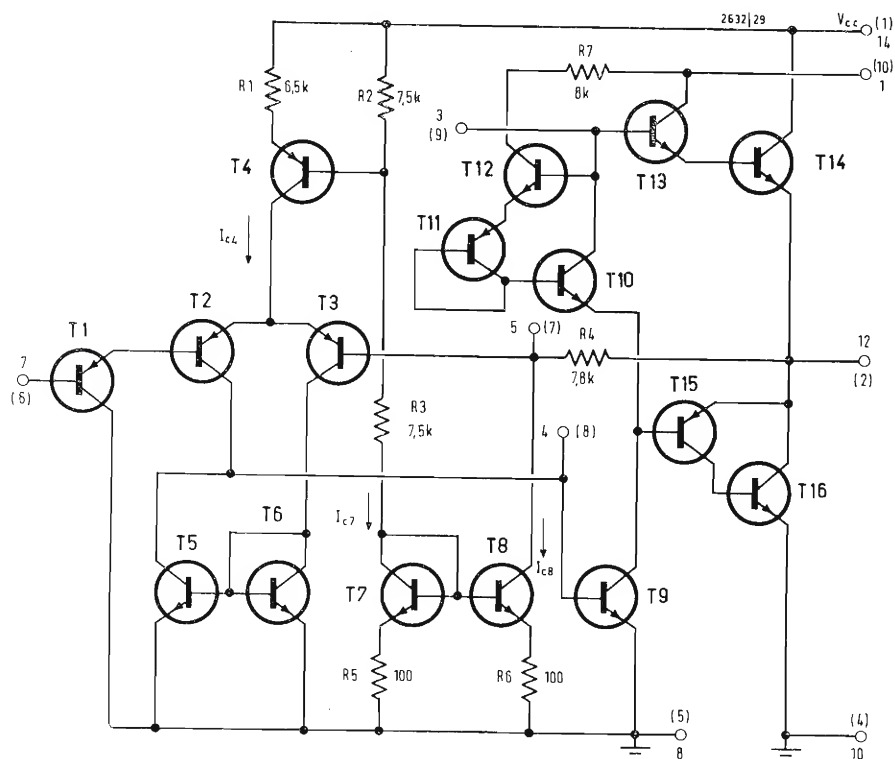 2632/29
Vcc (1)
14
R1
6,5k
R2
7,5k
R7
8k
(10)
1
3
(9)
T4
T12
T13
T14
Ic4
T11
T10
T1
T2
T3
5 (7)
R4
7,8k
12
(2)
7
(6)
T15
R3
7,5k
4 (8)
T16
Ic7
Ic8
T5
T6
T7
T8
T9
R5
100
R6
100
(5)
8
(4)
10